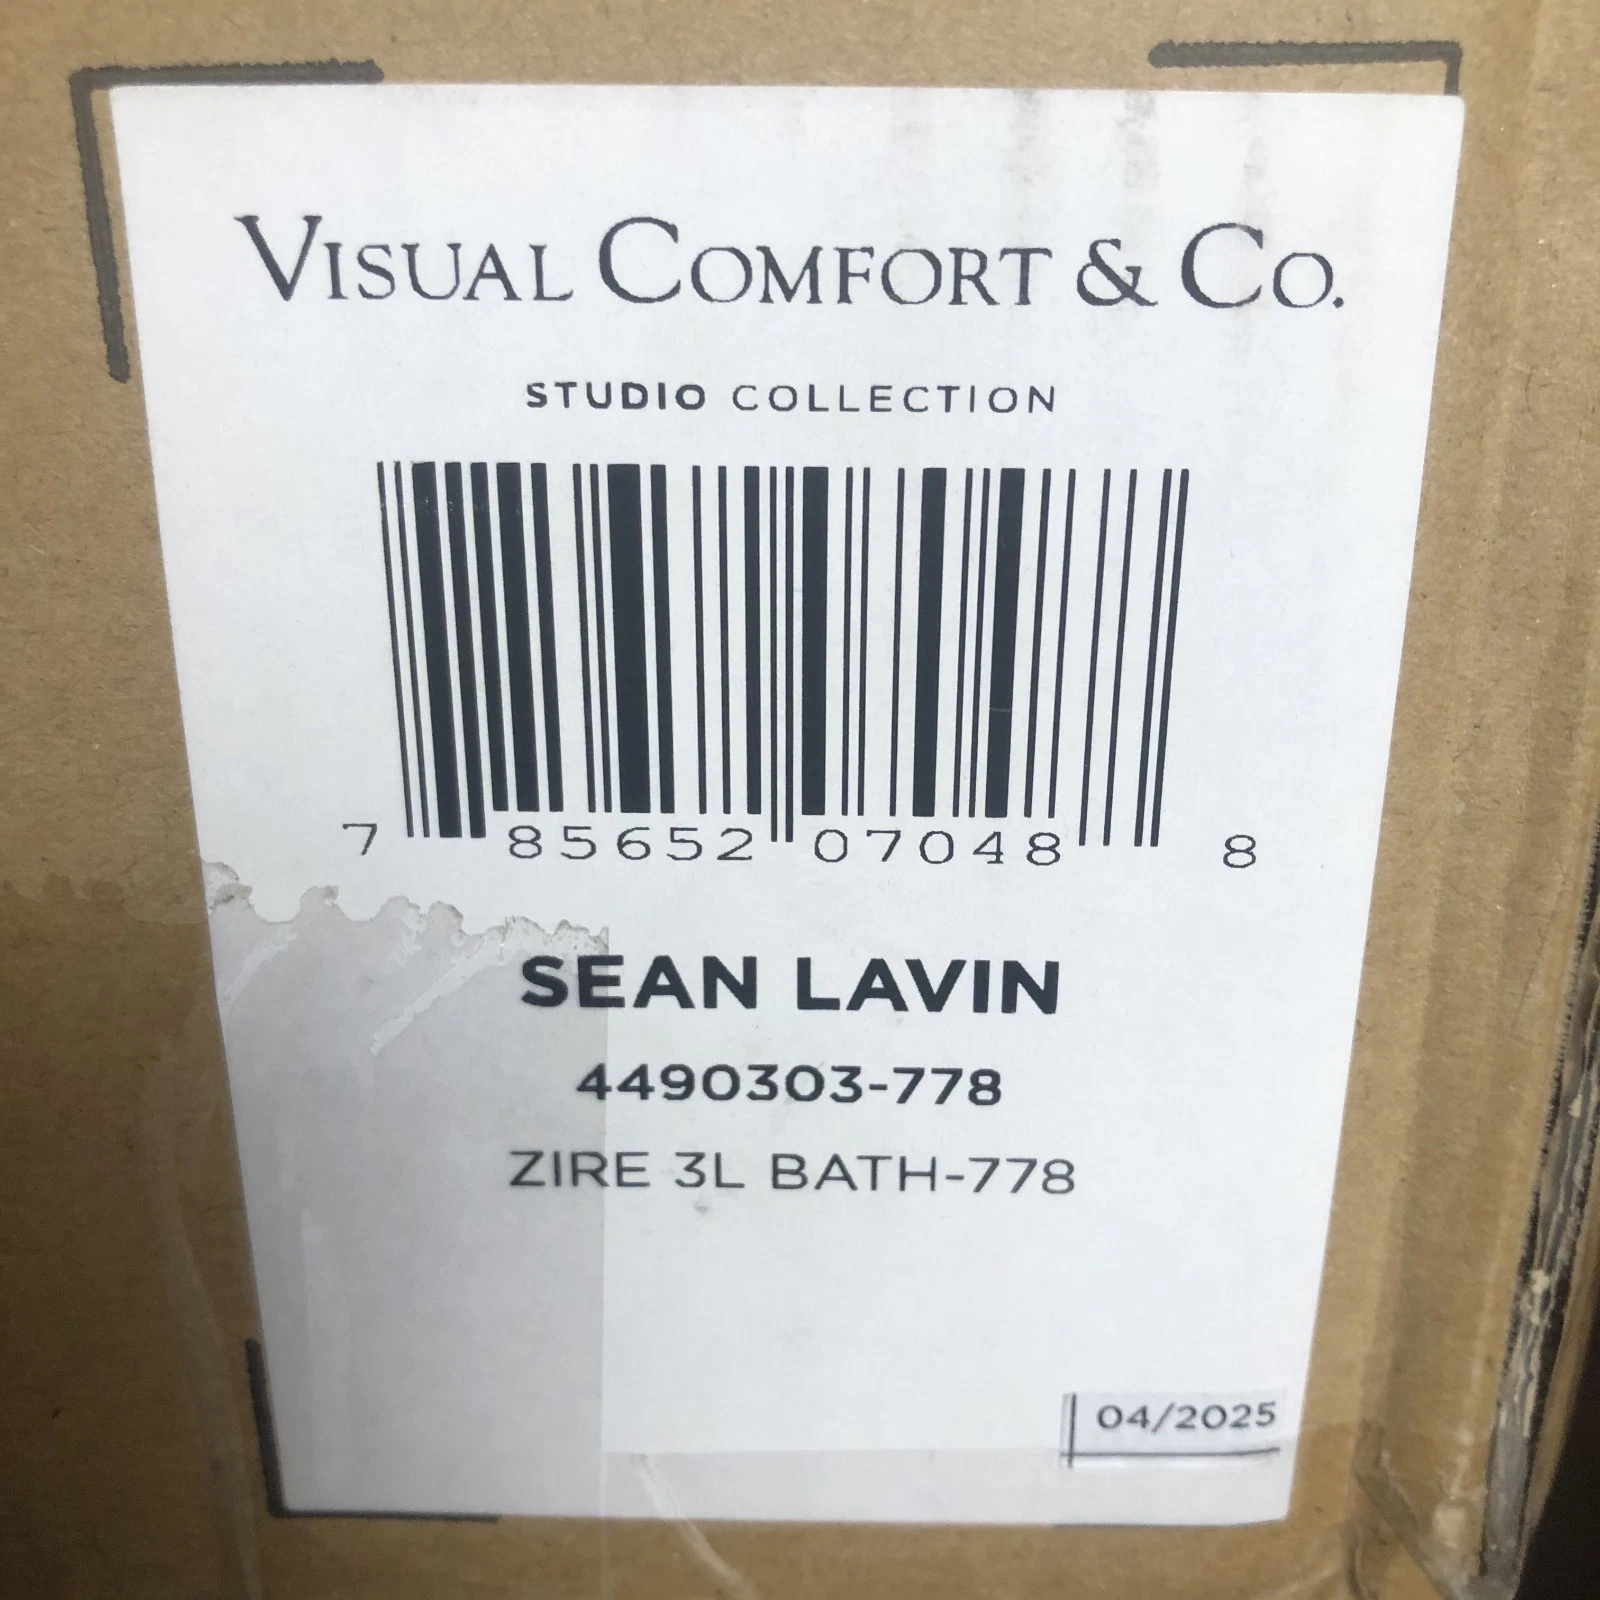 VISUAL COMFORT & CO.
STUDIO COLLECTION
7 85652 07048 8
SEAN LAVIN
4490303-778
ZIRE 3L BATH-778
04/2025